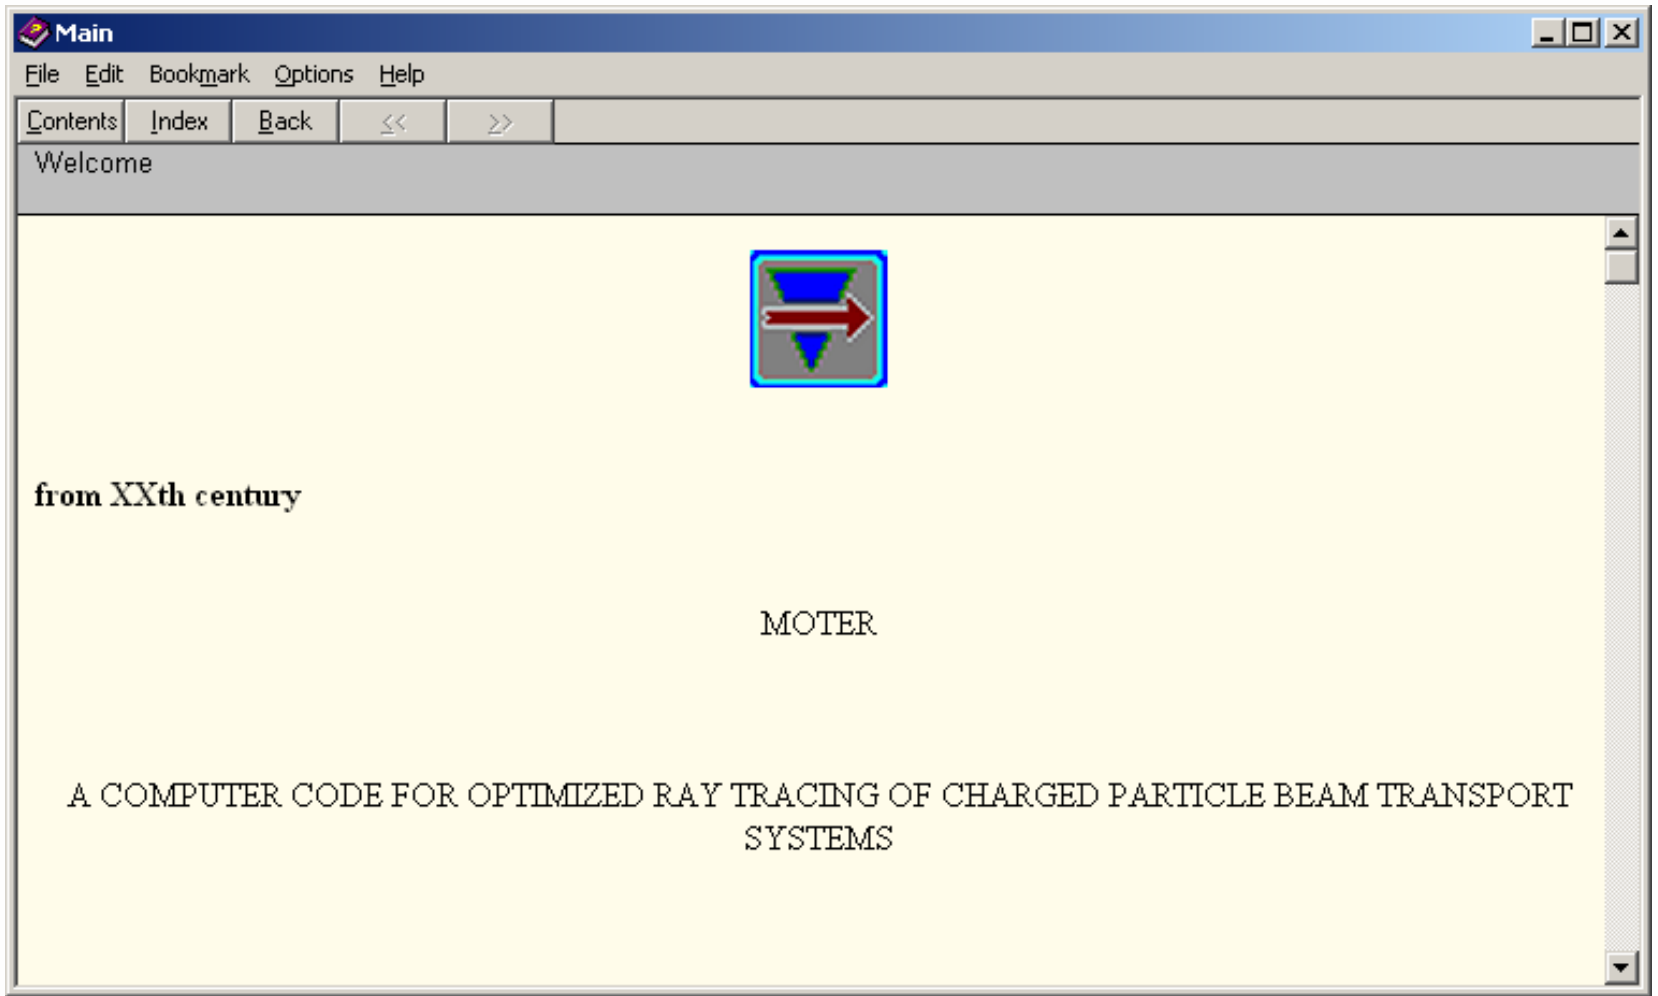 Main
File Edit Bookmark Options Help
Contents Index Back << >>
Welcome
from XXth century
MOTER
A COMPUTER CODE FOR OPTIMIZED RAY TRACING OF CHARGED PARTICLE BEAM TRANSPORT
SYSTEMS